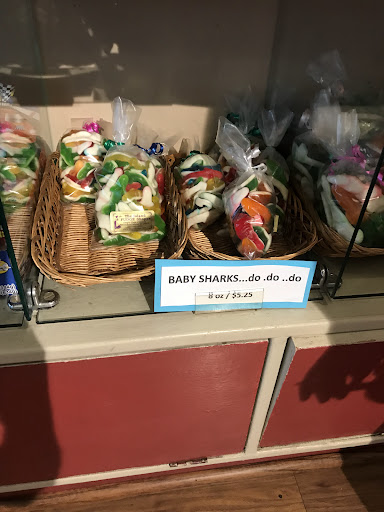 BABY SHARKS...do .do ..do
8 oz / $5.25